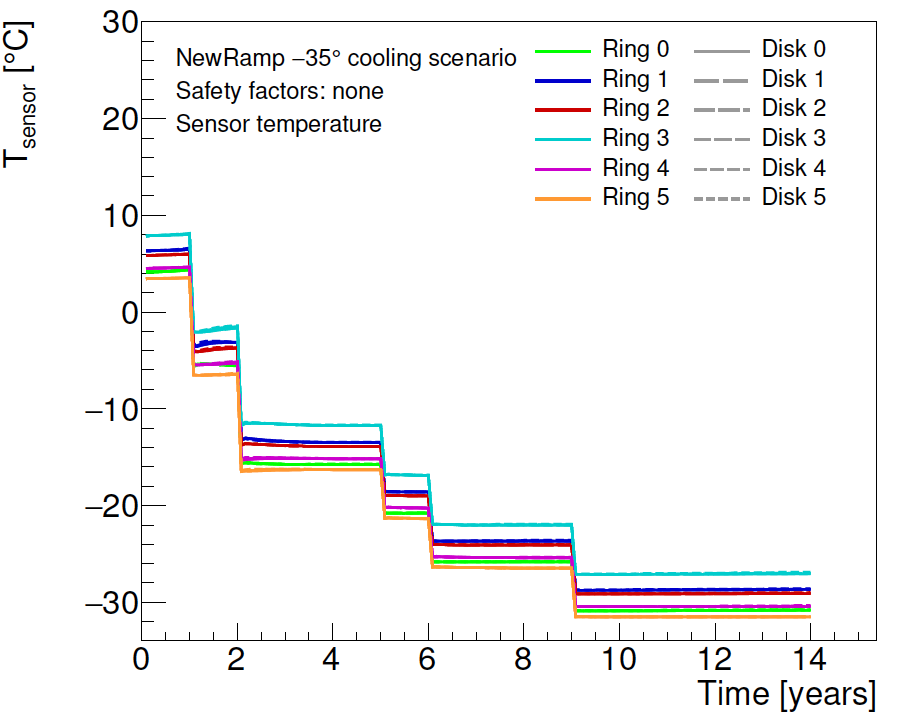 T_sensor [°C]
30
20
10
0
−10
−20
−30
NewRamp −35° cooling scenario
Safety factors: none
Sensor temperature
Ring 0 Disk 0
Ring 1 Disk 1
Ring 2 Disk 2
Ring 3 Disk 3
Ring 4 Disk 4
Ring 5 Disk 5
0 2 4 6 8 10 12 14
Time [years]